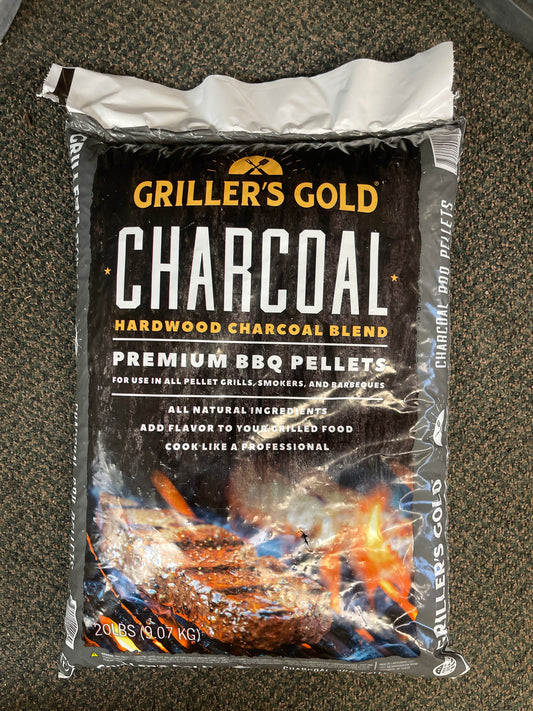 GRILLER'S GOLD®
CHARCOAL
HARDWOOD CHARCOAL BLEND
PREMIUM BBQ PELLETS
FOR USE IN ALL PELLET GRILLS, SMOKERS, AND BARBEQUES
ALL NATURAL INGREDIENTS
ADD FLAVOR TO YOUR GRILLED FOOD
COOK LIKE A PROFESSIONAL
20LBS (9.07 KG)
CHARCOAL BBQ PELLETS
GRILLER'S GOLD
CHARCOAL